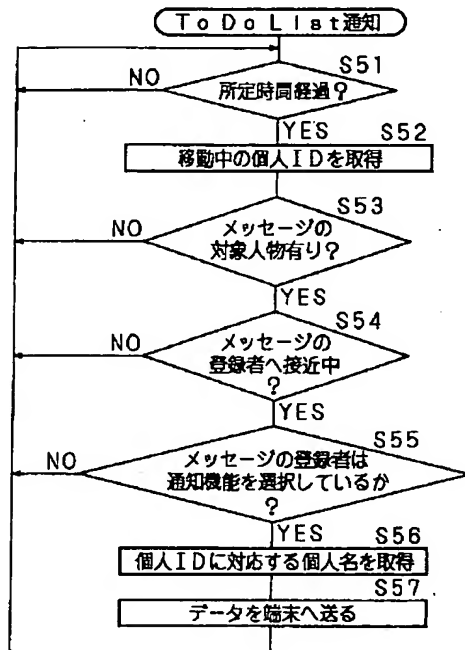 ToDoList通知
S51
NO
所定時間経過?
YES
S52
移動中の個人IDを取得
S53
NO
メッセージの
対象人物有り?
YES
S54
NO
メッセージの
登録者へ接近中
?
YES
S55
NO
メッセージの登録者は
通知機能を選択しているか
?
YES
S56
個人IDに対応する個人名を取得
S57
データを端末へ送る